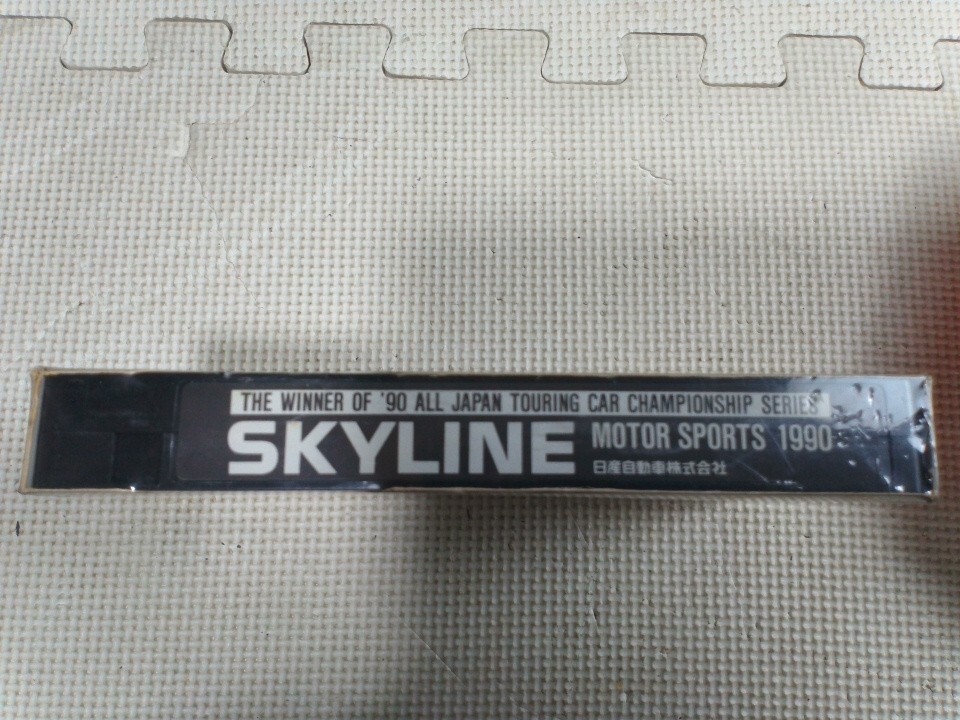 THE WINNER OF '90 ALL JAPAN TOURING CAR CHAMPIONSHIP SERIES
SKYLINE
MOTOR SPORTS 1990
日産自動車株式会社